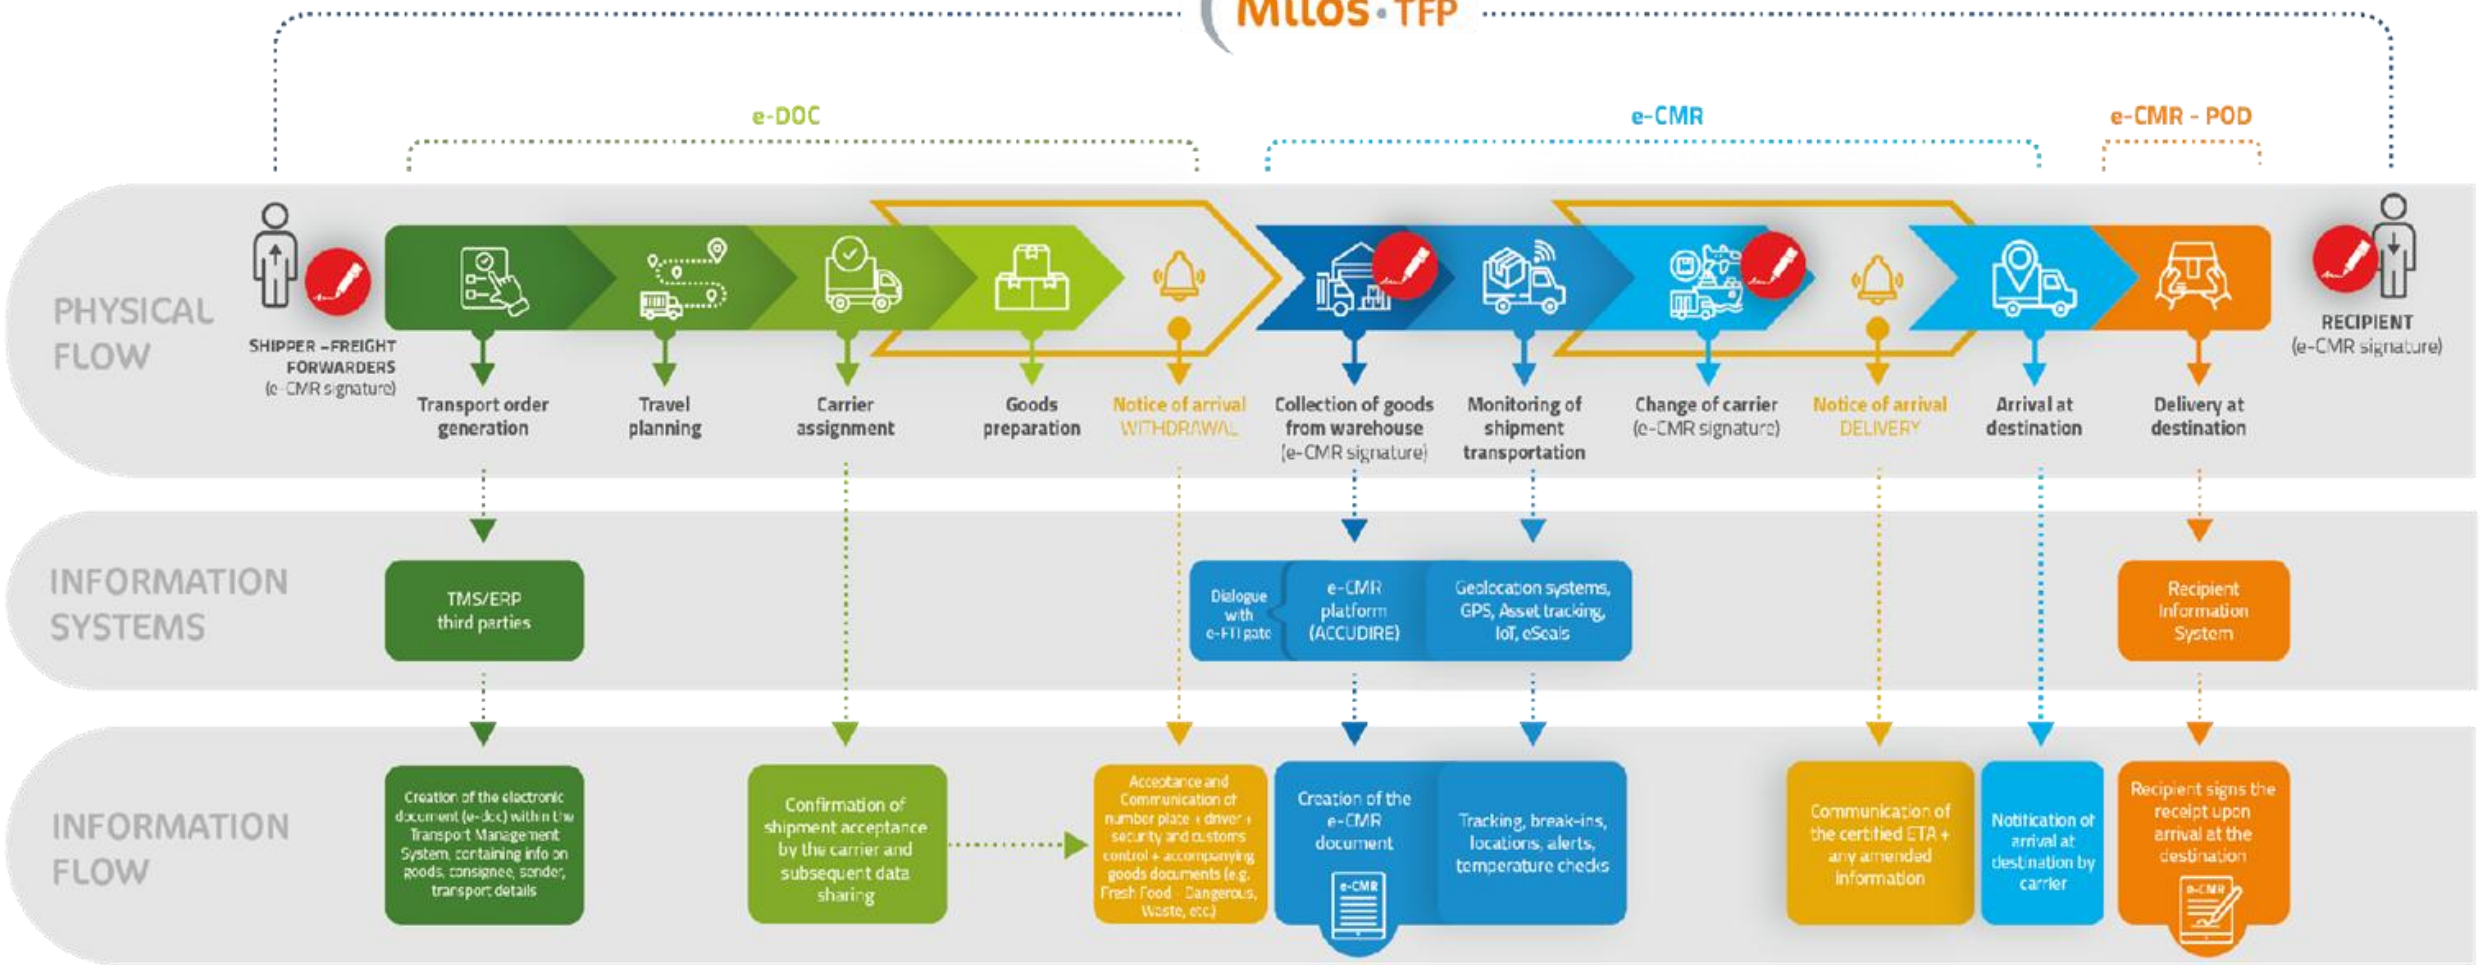 Milos • TFP
e-DOC
e-CMR
e-CMR - POD
PHYSICAL
FLOW
SHIPPER –FREIGHT
FORWARDERS
(e-CMR signature)
Transport order
generation
Travel
planning
Carrier
assignment
Goods
preparation
Notice of arrival
WITHDRAWAL
Collection of goods
from warehouse
(e-CMR signature)
Monitoring of
shipment
transportation
Change of carrier
(e-CMR signature)
Notice of arrival
DELIVERY
Arrival at
destination
Delivery at
destination
RECIPIENT
(e-CMR signature)
INFORMATION
SYSTEMS
TMS/ERP
third parties
Dialogue
with
e-FTI gate
e-CMR
platform
(ACCUDIRE)
Geolocation systems,
GPS, Asset tracking,
IoT, eSeals
Recipient
Information
System
INFORMATION
FLOW
Creation of the electronic
document (e-doc) within the
Transport Management
System, containing info on
goods, consignee, sender,
transport details
Confirmation of
shipment acceptance
by the carrier and
subsequent data
sharing
Acceptance and
Communication of
number plate + driver +
security and customs
control + accompanying
goods documents (e.g.
Fresh Food - Dangerous,
Waste, etc.)
Creation of the
e-CMR
document
e-CMR
Tracking, break-ins,
locations, alerts,
temperature checks
Communication of
the certified ETA +
any amended
information
Notification of
arrival at
destination by
carrier
Recipient signs the
receipt upon
arrival at the
destination
e-CMR